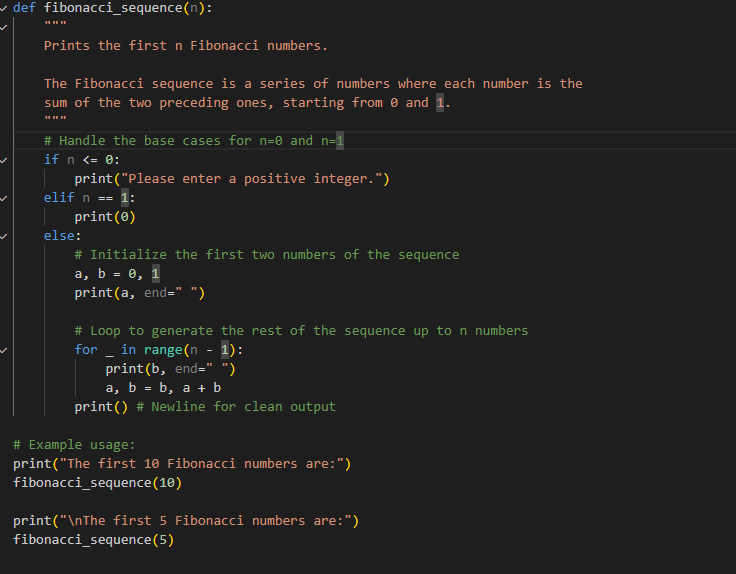 def fibonacci_sequence(n):
    """
    Prints the first n Fibonacci numbers.

    The Fibonacci sequence is a series of numbers where each number is the
    sum of the two preceding ones, starting from 0 and 1.
    """
    # Handle the base cases for n=0 and n=1
    if n <= 0:
        print("Please enter a positive integer.")
    elif n == 1:
        print(0)
    else:
        # Initialize the first two numbers of the sequence
        a, b = 0, 1
        print(a, end=" ")

        # Loop to generate the rest of the sequence up to n numbers
        for _ in range(n - 1):
            print(b, end=" ")
            a, b = b, a + b
        print() # Newline for clean output

# Example usage:
print("The first 10 Fibonacci numbers are:")
fibonacci_sequence(10)

print("\nThe first 5 Fibonacci numbers are:")
fibonacci_sequence(5)